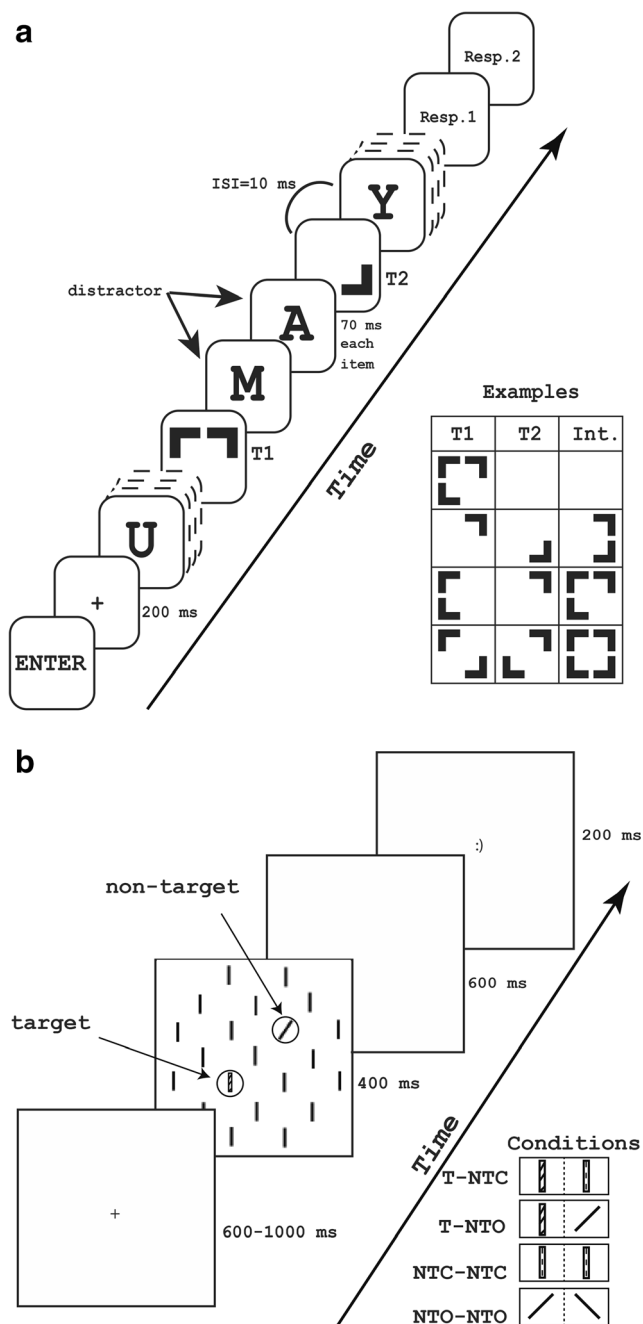 a
Resp.2
Resp.1
ISI=10 ms
Y
T2
distractor
A
70 ms
each
item
M
T1
Time
U
+
200 ms
ENTER
Examples
T1 T2 Int.
b
:)
200 ms
non-target
600 ms
target
400 ms
+
600-1000 ms
Time
Conditions
T-NTC
T-NTO
NTC-NTC
NTO-NTO